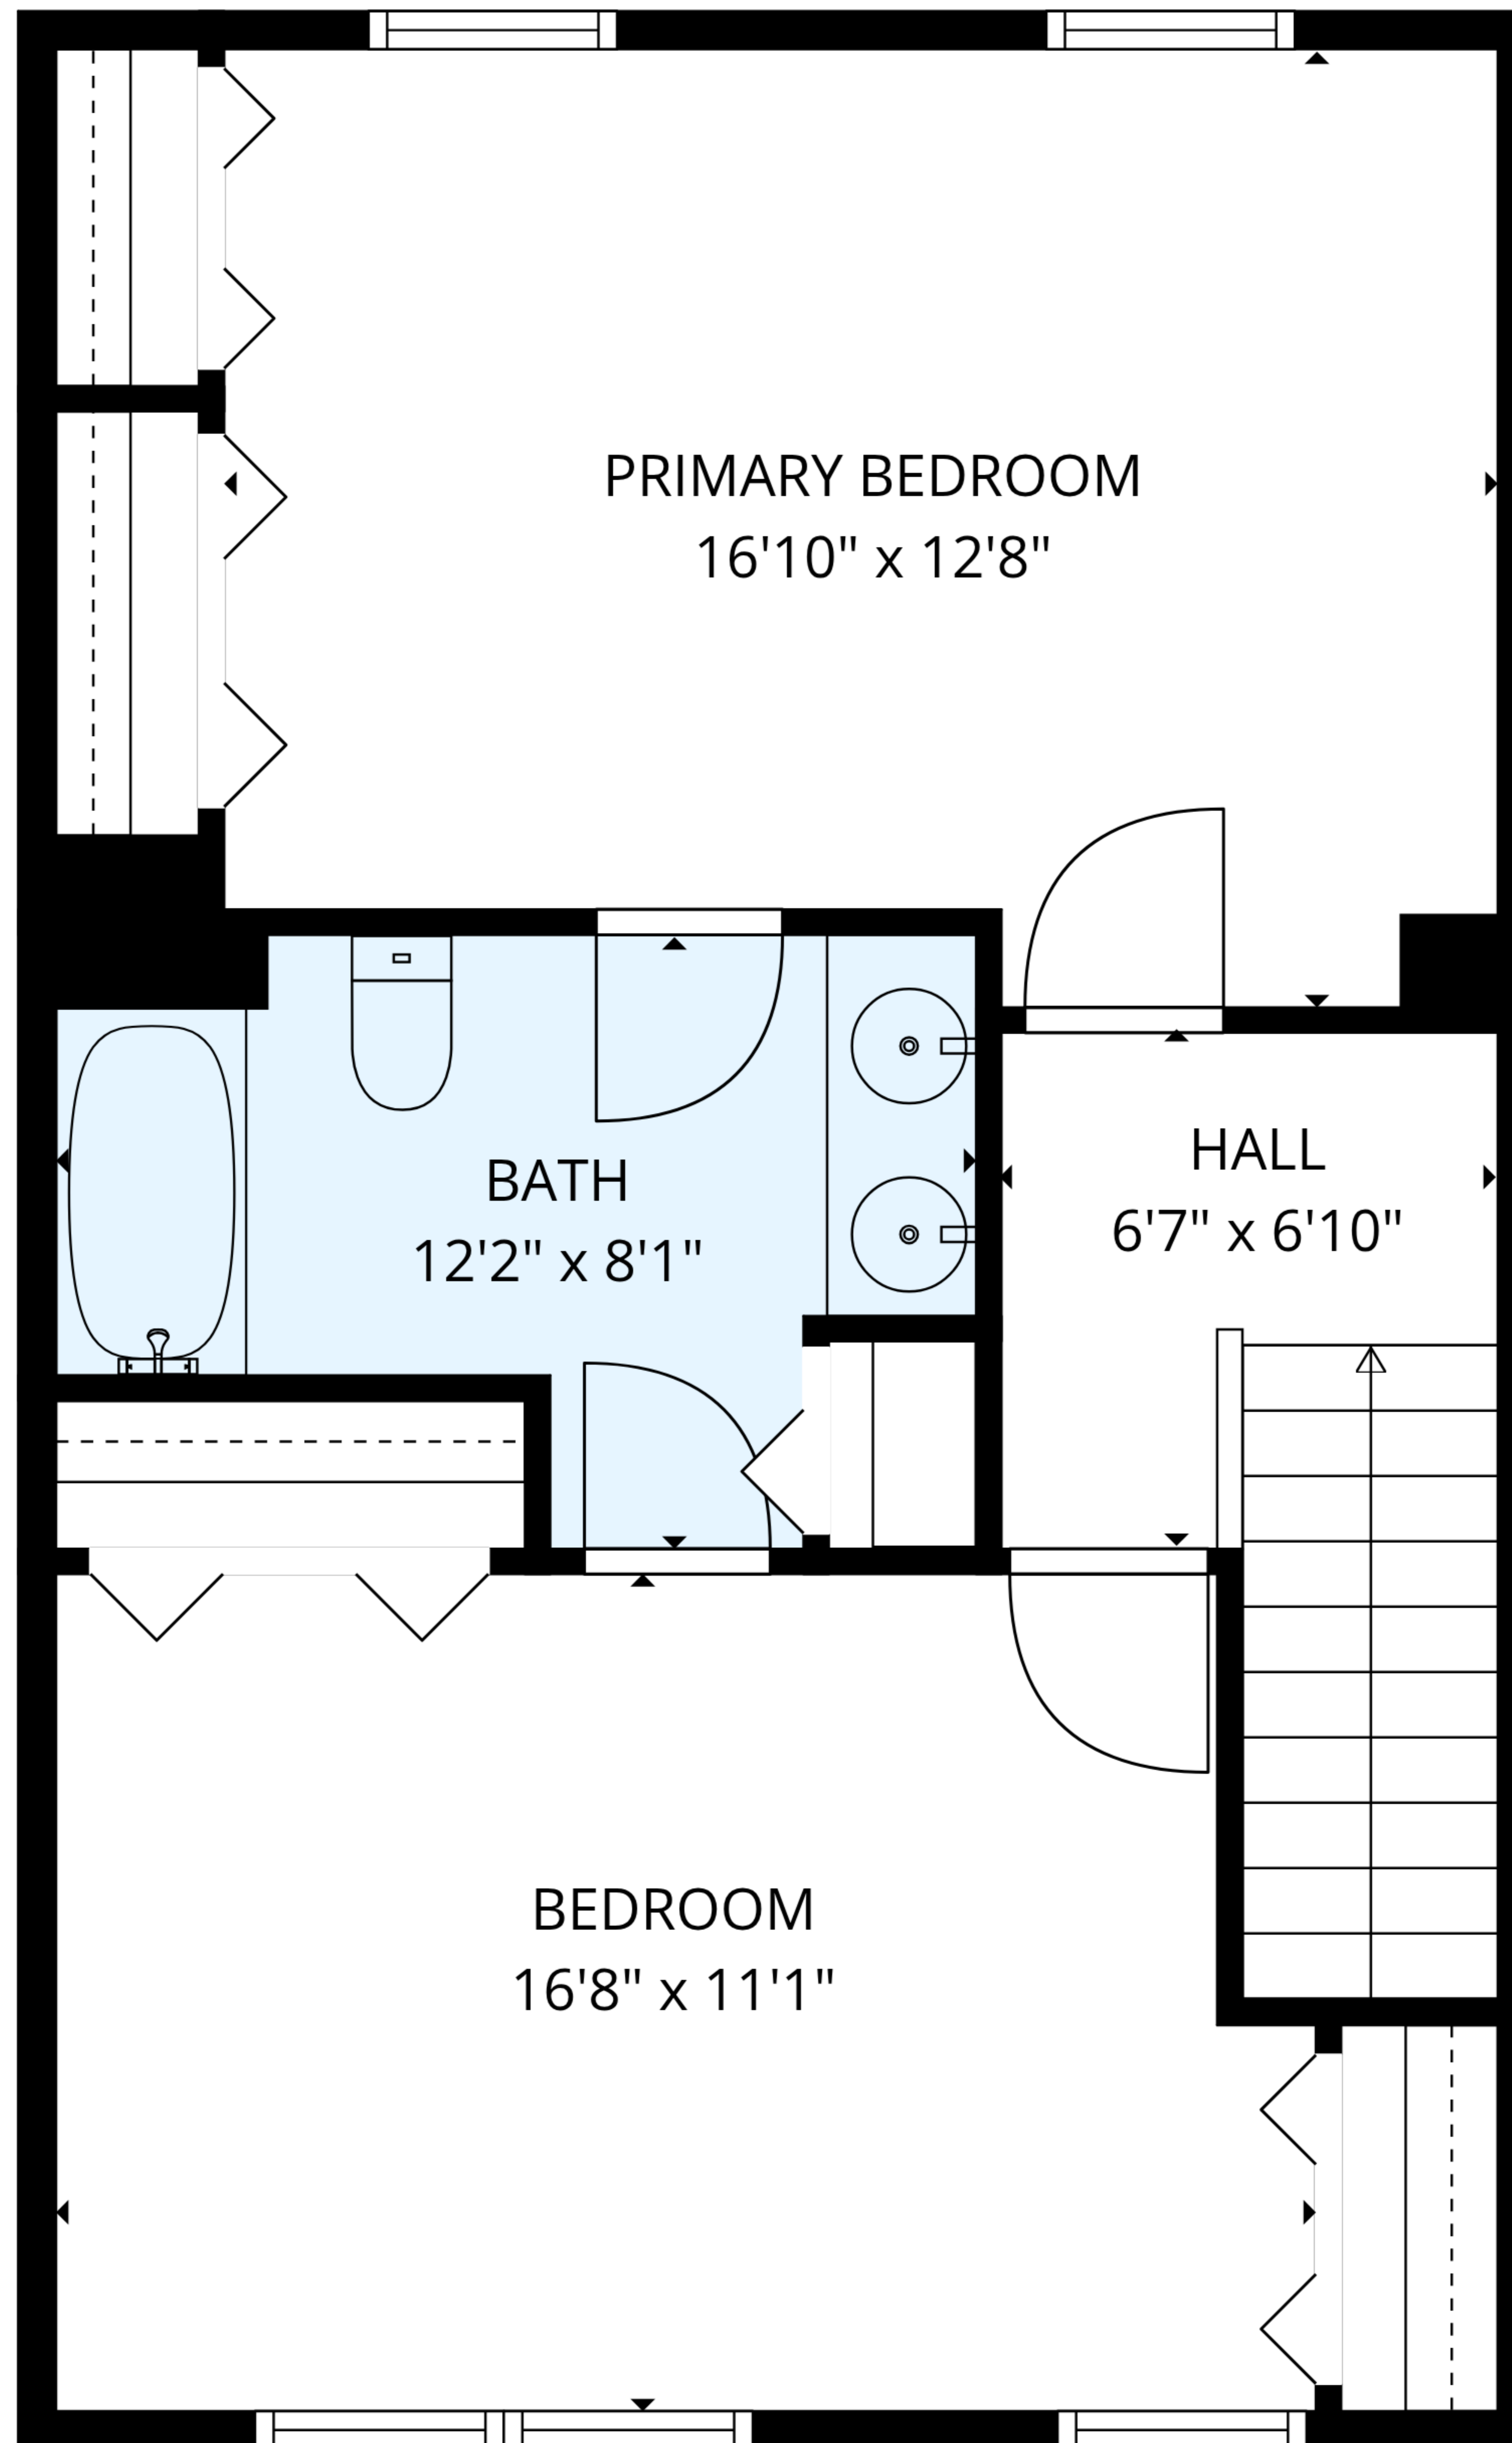 PRIMARY BEDROOM
16'10" x 12'8"
BATH
12'2" x 8'1"
HALL
6'7" x 6'10"
BEDROOM
16'8" x 11'1"